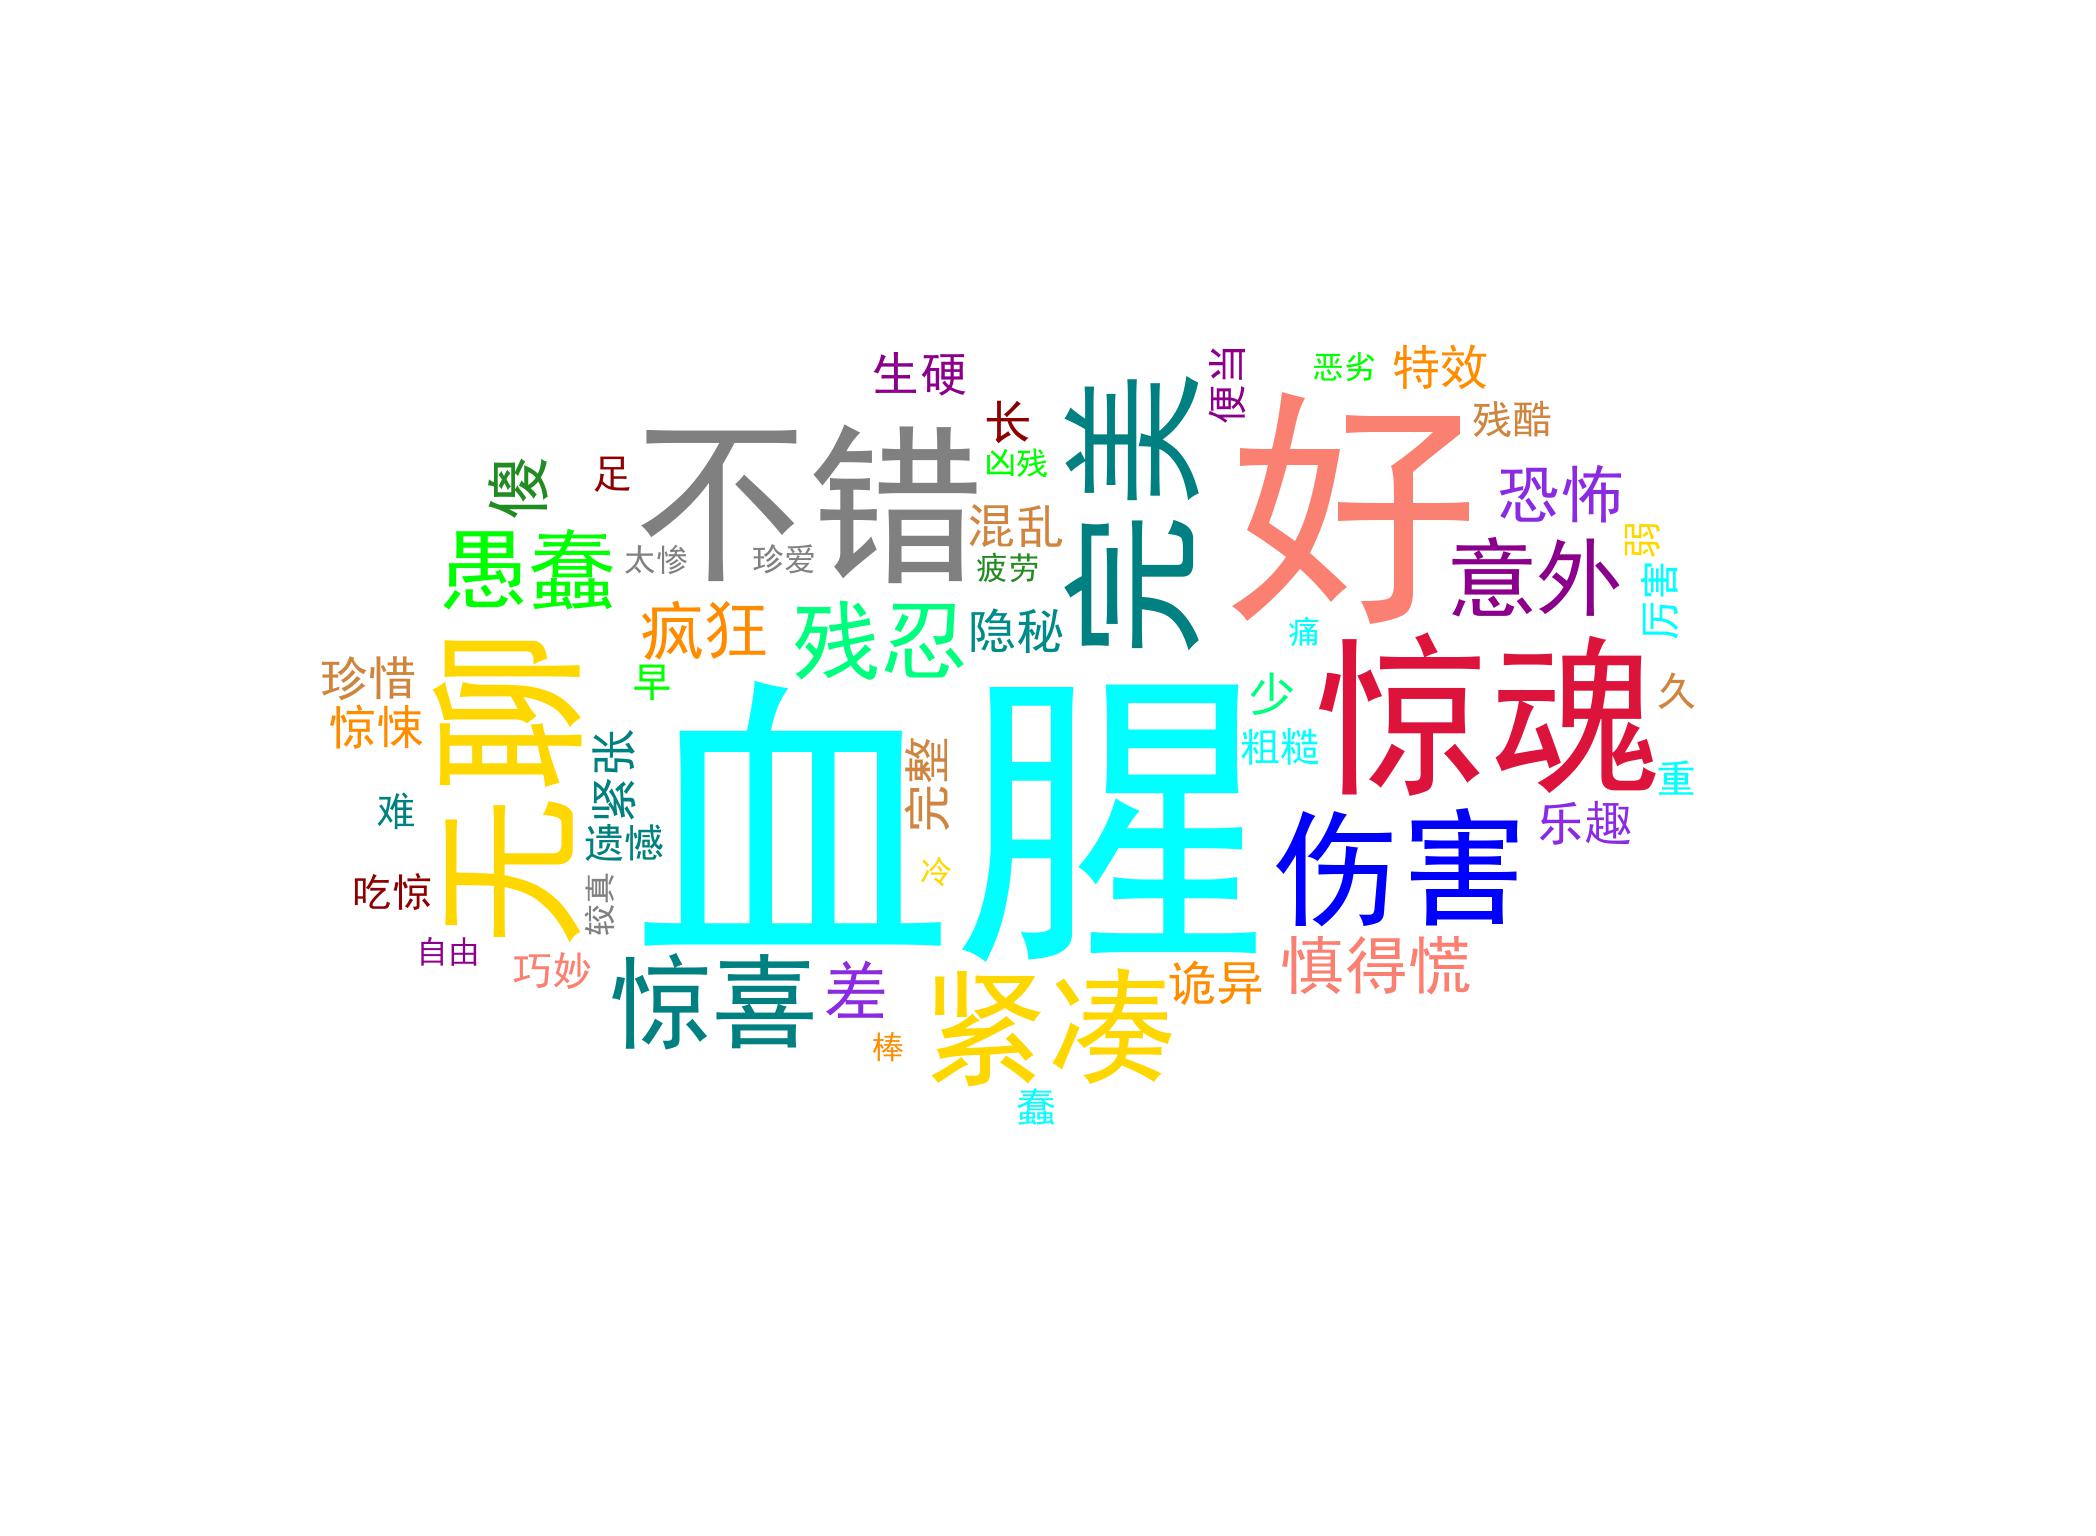 生硬
便当
恶劣
特效
长
完美
好
残酷
不错
凶残
傻
足
恐怖
混乱
弱
愚蠢
太惨
珍爱
疲劳
意外
厉害
疯狂
残忍
隐秘
痛
珍惜
早
少
惊魂
久
惊悚
无聊
紧张
血腥
完整
粗糙
重
难
遗憾
伤害
乐趣
吃惊
较真
冷
自由
巧妙
惊喜
差
紧凑
诡异
慎得慌
棒
蠢